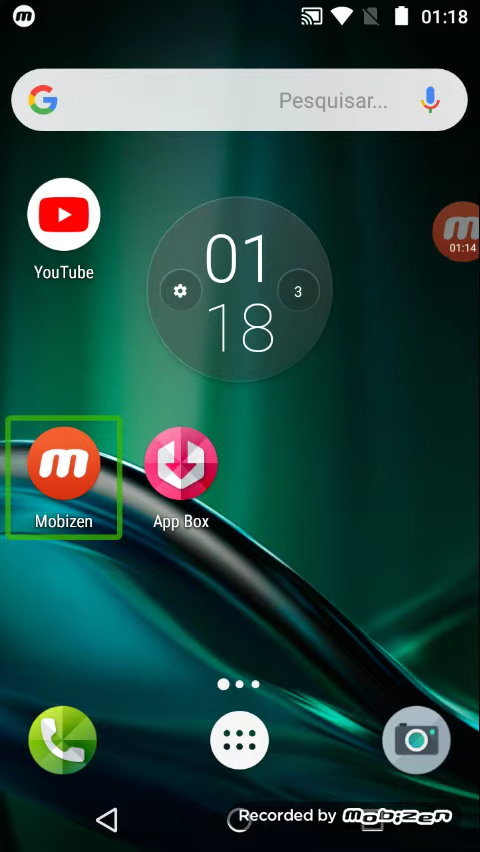 m
01:18
G
Pesquisar...
m
01:14
YouTube
01
3
18
m
Mobizen
App Box
Recorded by Mobizen